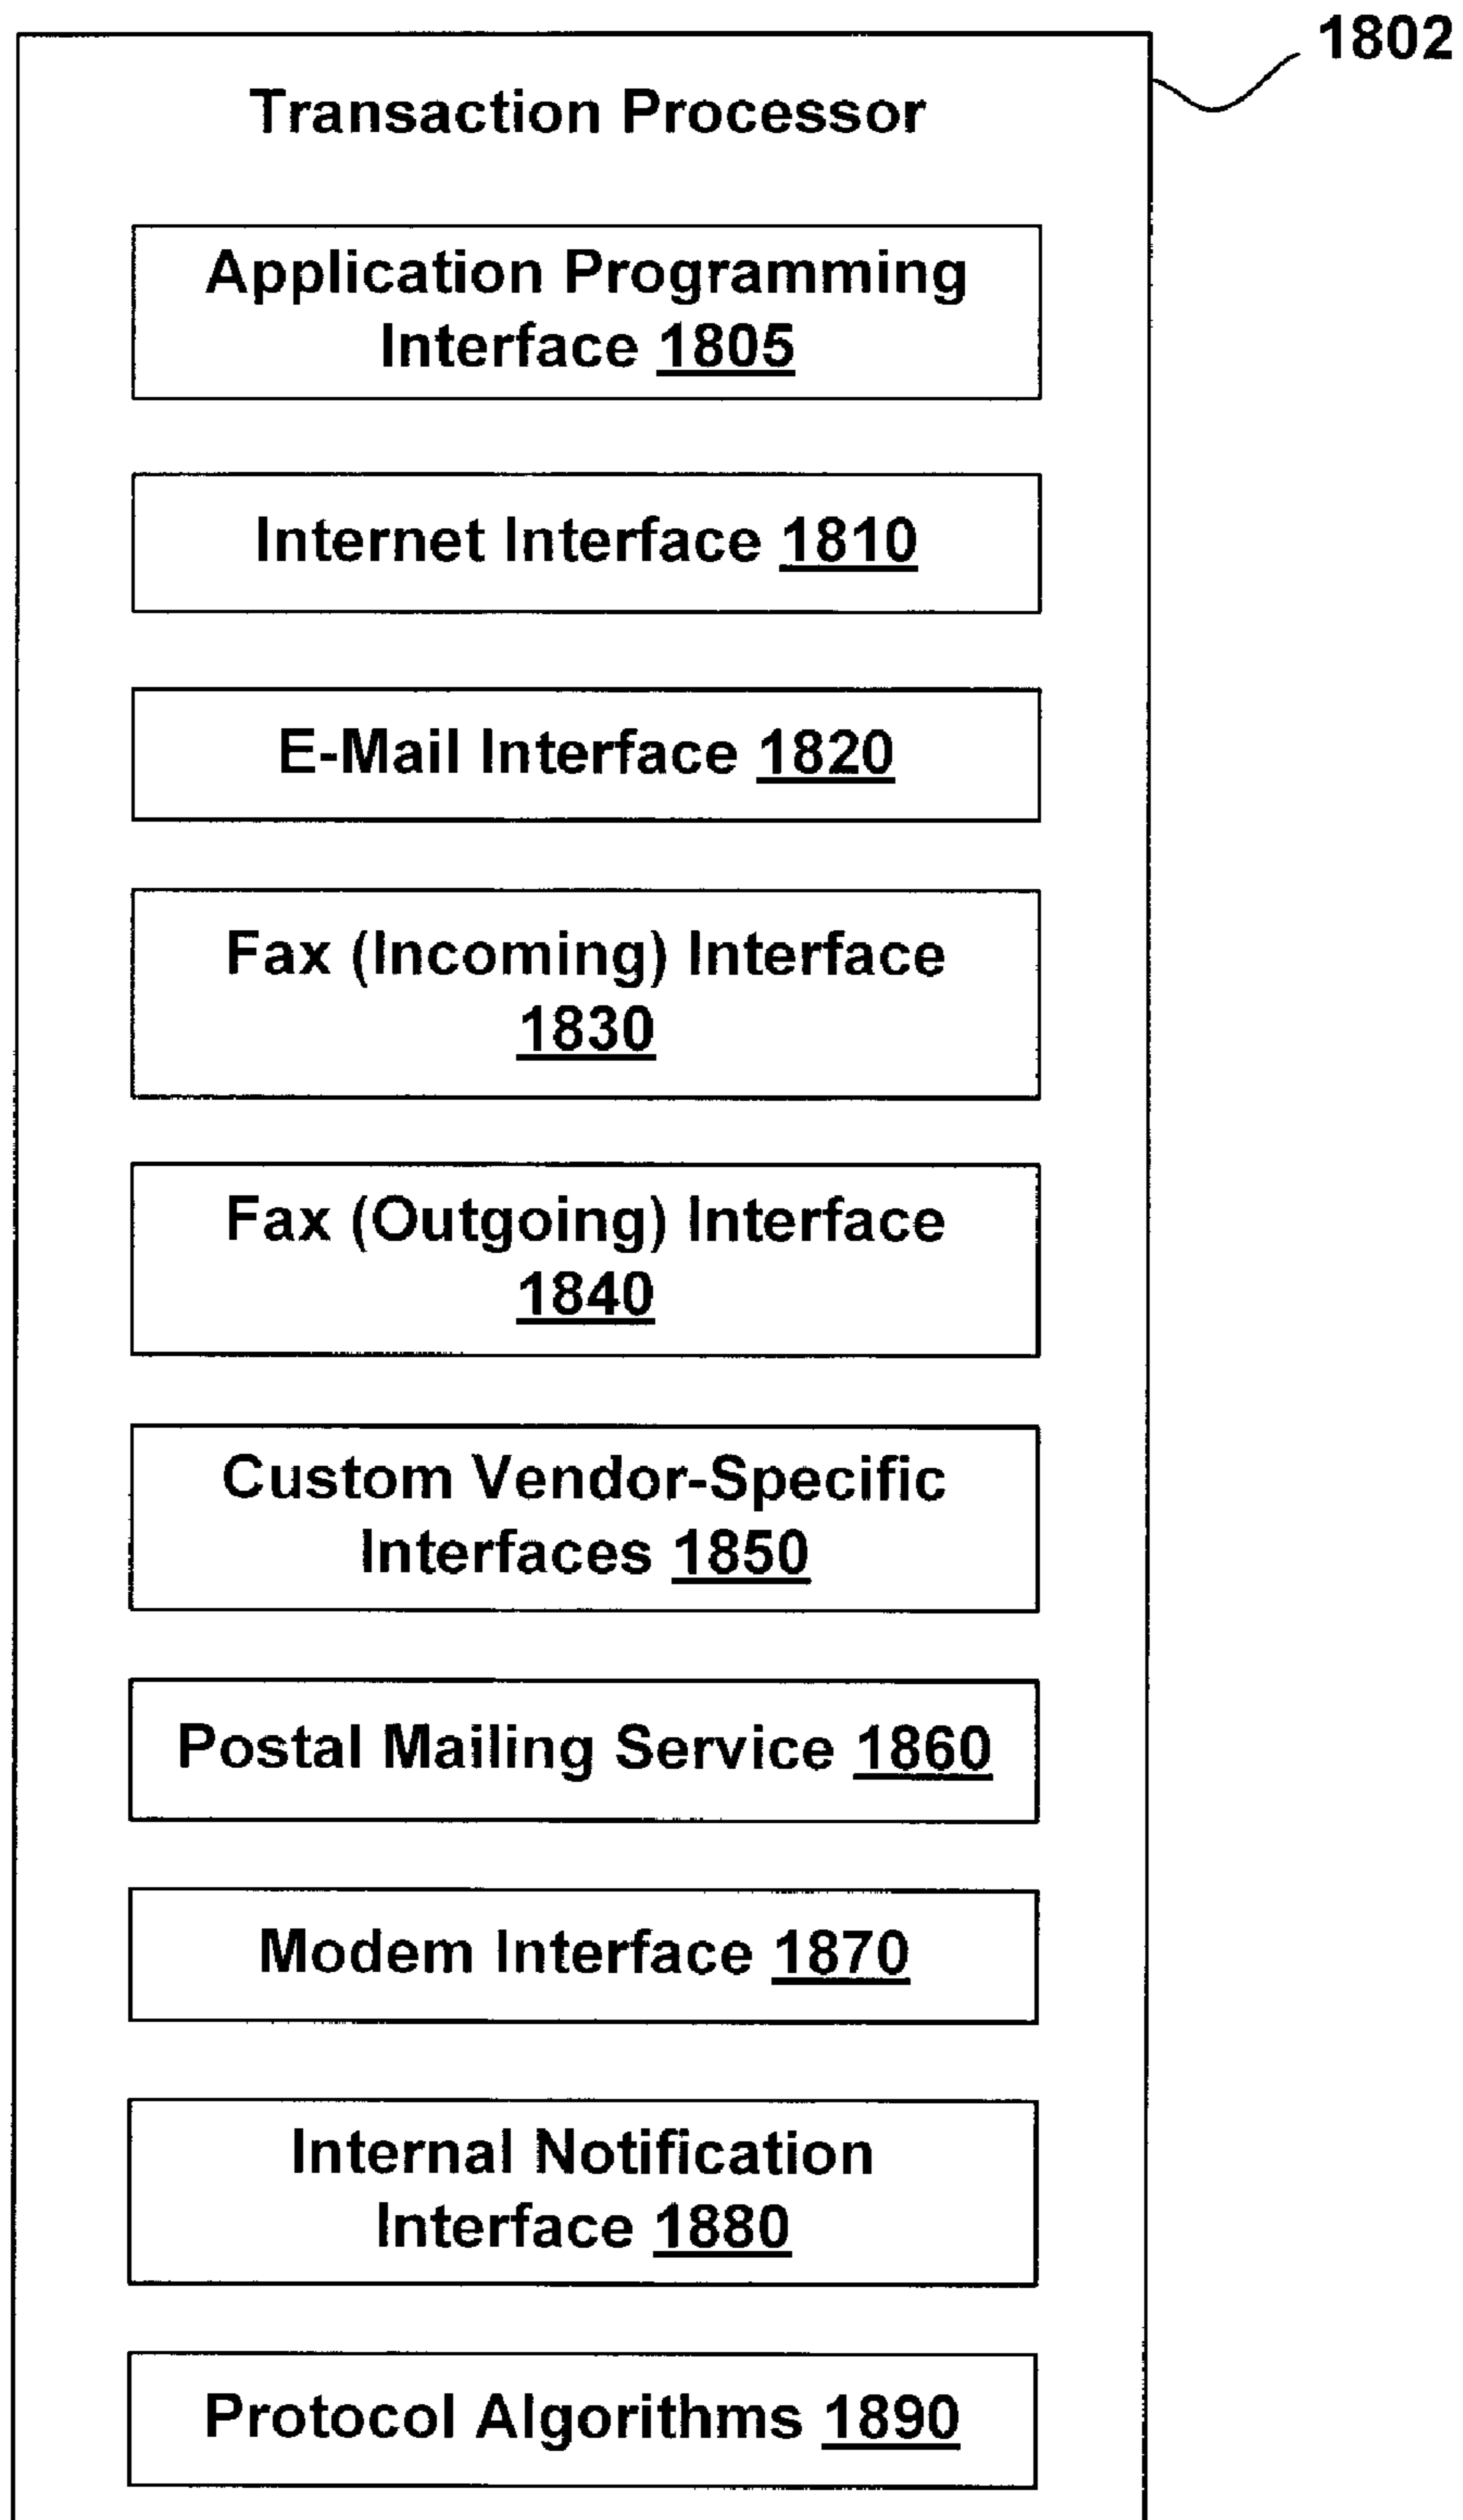 1802
Transaction Processor
Application Programming
Interface 1805
Internet Interface 1810
E-Mail Interface 1820
Fax (Incoming) Interface
1830
Fax (Outgoing) Interface
1840
Custom Vendor-Specific
Interfaces 1850
Postal Mailing Service 1860
Modem Interface 1870
Internal Notification
Interface 1880
Protocol Algorithms 1890